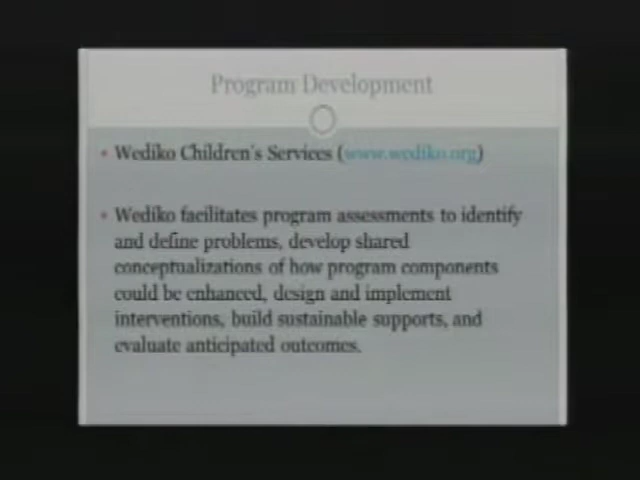 Program Development
Wediko Children's Services (www.wediko.org)
Wediko facilitates program assessments to identify
and define problems, develop shared
conceptualizations of how program components
could be enhanced, design and implement
interventions, build sustainable supports, and
evaluate anticipated outcomes.